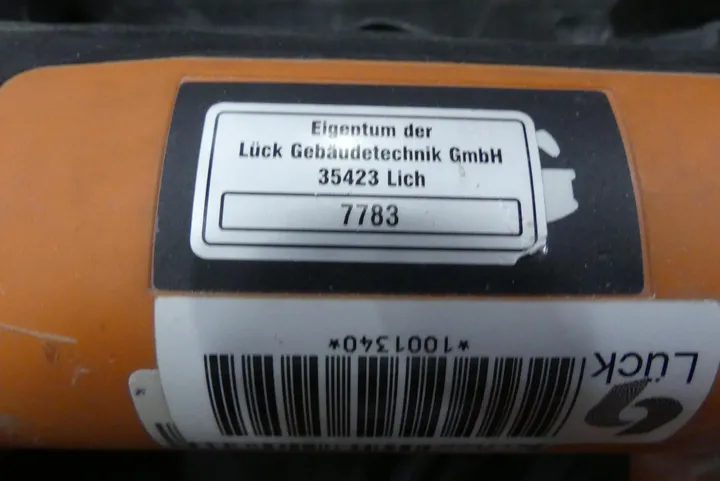 Eigentum der
Lück Gebäudetechnik GmbH
35423 Lich
7783
*1001340*
Lück